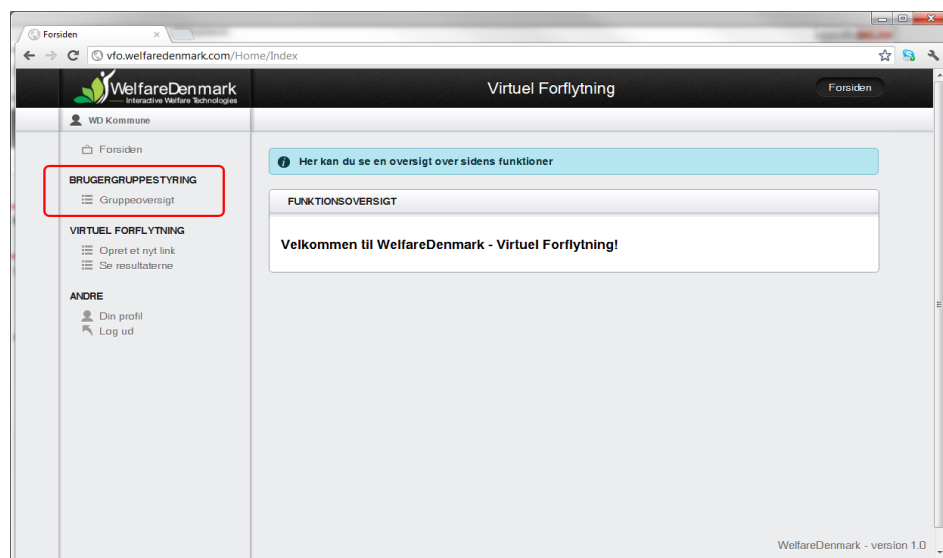 Forsiden
vfo.welfaredenmark.com/Home/Index
WelfareDenmark
Interactive Welfare Technologies
Virtuel Forflytning
Forsiden
WD Kommune
Forsiden
BRUGERGRUPPESTYRING
Gruppeoversigt
VIRTUEL FORFLYTNING
Opret et nyt link
Se resultaterne
ANDRE
Din profil
Log ud
Her kan du se en oversigt over sidens funktioner
FUNKTIONSOVERSIGT
Velkommen til WelfareDenmark - Virtuel Forflytning!
WelfareDenmark - version 1.0